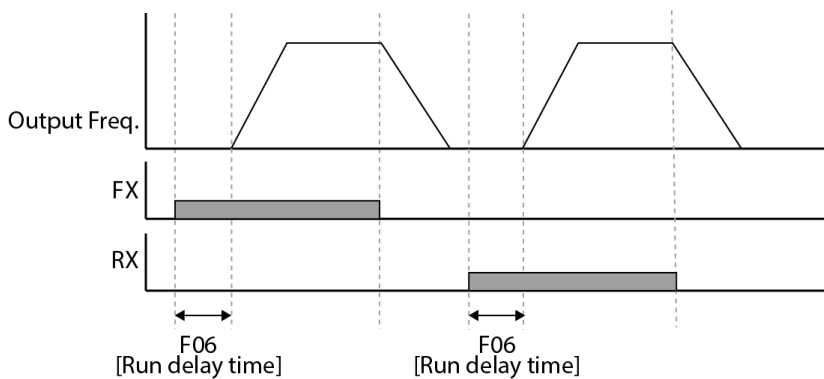 Output Freq.
FX
RX
F06
[Run delay time]
F06
[Run delay time]